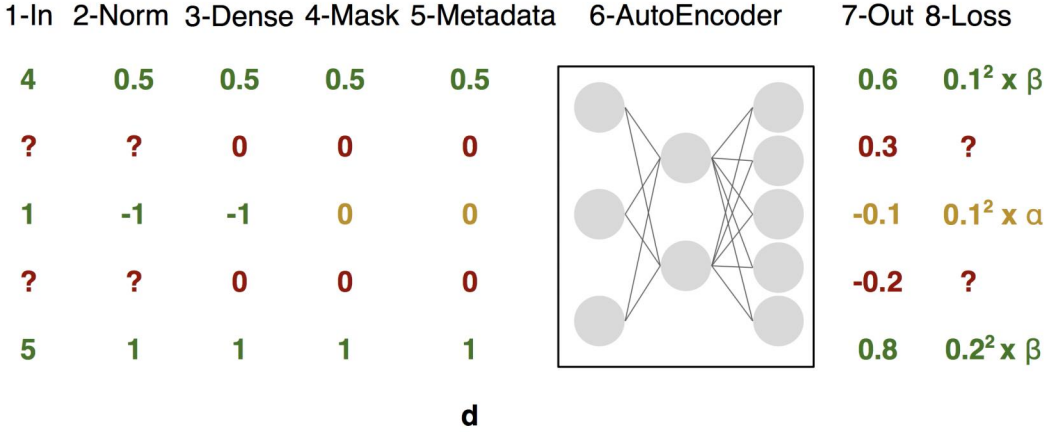 1-In 2-Norm 3-Dense 4-Mask 5-Metadata 6-AutoEncoder 7-Out 8-Loss
4 0.5 0.5 0.5 0.5 0.6 0.1² x β
? ? 0 0 0 0.3 ?
1 -1 -1 0 0 -0.1 0.1² x α
? ? 0 0 0 -0.2 ?
5 1 1 1 1 0.8 0.2² x β
d